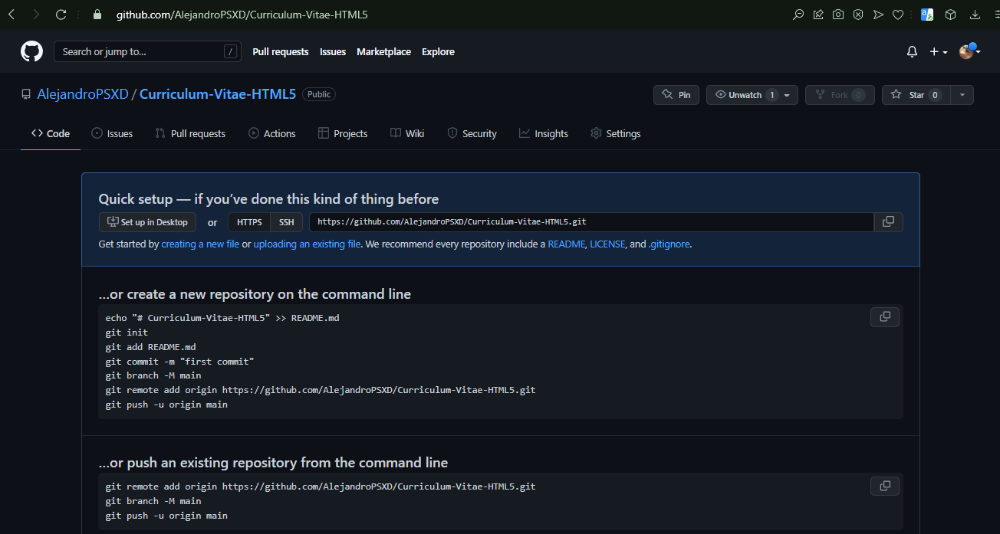 github.com/AlejandroPSXD/Curriculum-Vitae-HTML5
Search or jump to... / Pull requests Issues Marketplace Explore
AlejandroPSXD / Curriculum-Vitae-HTML5 Public Pin Unwatch 1 Fork 0 Star 0
<> Code Issues Pull requests Actions Projects Wiki Security Insights Settings
Quick setup — if you’ve done this kind of thing before
Set up in Desktop or HTTPS SSH https://github.com/AlejandroPSXD/Curriculum-Vitae-HTML5.git
Get started by creating a new file or uploading an existing file. We recommend every repository include a README, LICENSE, and .gitignore.
…or create a new repository on the command line
echo "# Curriculum-Vitae-HTML5" >> README.md
git init
git add README.md
git commit -m "first commit"
git branch -M main
git remote add origin https://github.com/AlejandroPSXD/Curriculum-Vitae-HTML5.git
git push -u origin main
…or push an existing repository from the command line
git remote add origin https://github.com/AlejandroPSXD/Curriculum-Vitae-HTML5.git
git branch -M main
git push -u origin main